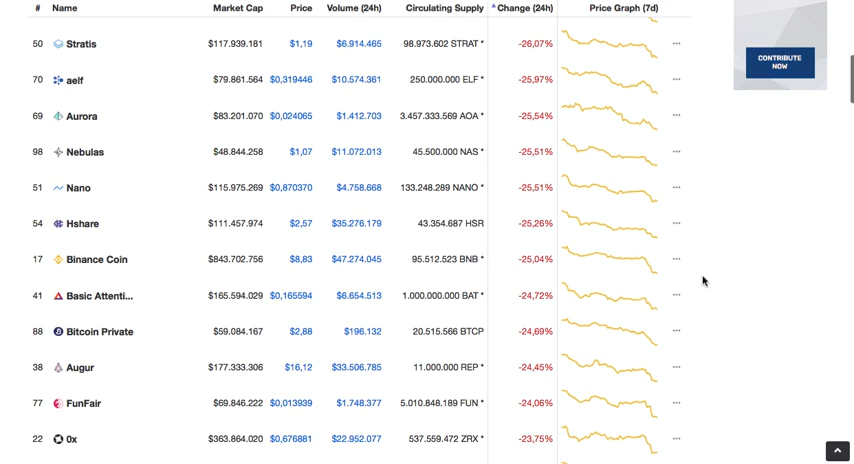 # Name Market Cap Price Volume (24h) Circulating Supply Change (24h) Price Graph (7d)
50 Stratis $117.939.181 $1,19 $6.914.465 98.973.602 STRAT * -26,07%
70 aelf $79.861.564 $0,319446 $10.574.361 250.000.000 ELF * -25,97%
69 Aurora $83.201.070 $0,024065 $1.412.703 3.457.333.569 AOA * -25,54%
98 Nebulas $48.844.258 $1,07 $11.072.013 45.500.000 NAS * -25,51%
51 Nano $115.975.269 $0,870370 $4.758.668 133.248.289 NANO * -25,51%
54 Hshare $111.457.974 $2,57 $35.276.179 43.354.687 HSR -25,26%
17 Binance Coin $843.702.756 $8,83 $47.274.045 95.512.523 BNB * -25,04%
41 Basic Attenti... $165.594.029 $0,165594 $6.654.513 1.000.000.000 BAT * -24,72%
88 Bitcoin Private $59.084.167 $2,88 $196.132 20.515.566 BTCP -24,69%
38 Augur $177.333.306 $16,12 $33.506.785 11.000.000 REP * -24,45%
77 FunFair $69.846.222 $0,013939 $1.748.377 5.010.848.189 FUN * -24,06%
22 0x $363.864.020 $0,676881 $22.952.077 537.559.472 ZRX * -23,75%
CONTRIBUTE
NOW